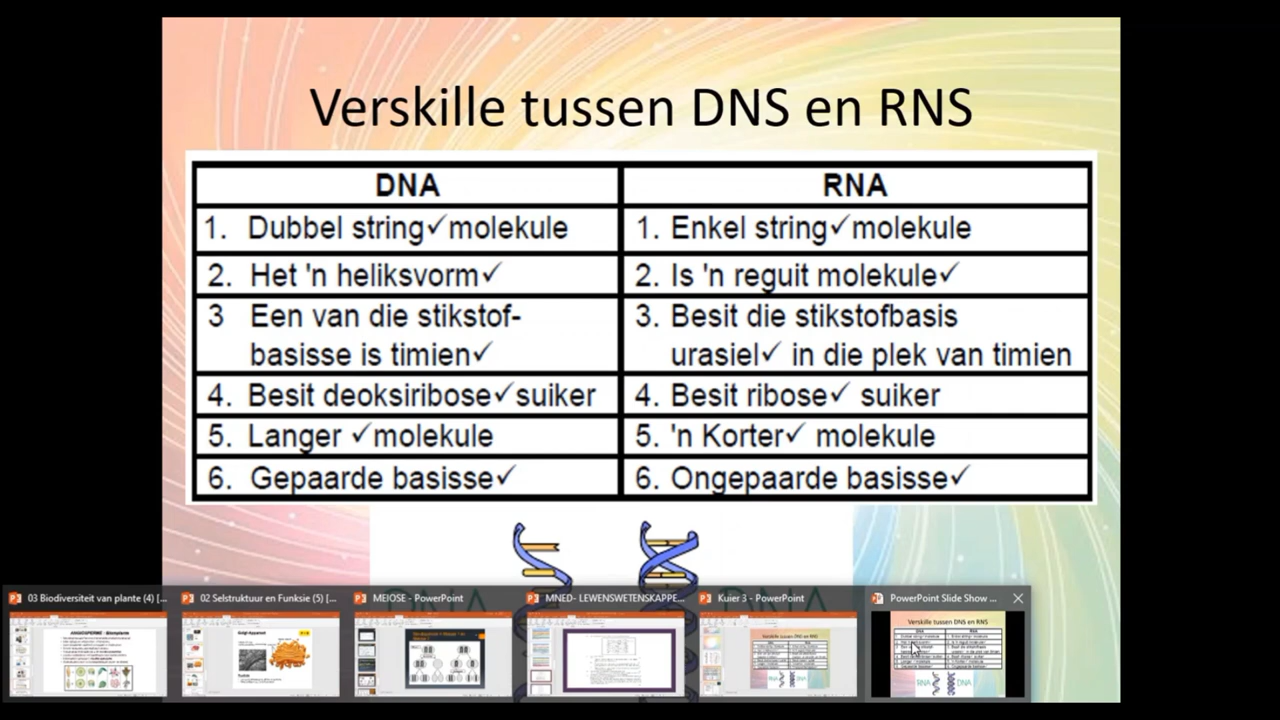 Verskille tussen DNS en RNS
DNA RNA
1. Dubbel string✓molekule 1. Enkel string✓molekule
2. Het 'n heliksvorm✓ 2. Is 'n reguit molekule✓
3 Een van die stikstof- 3. Besit die stikstofbasis
basisse is timien✓ urasiel✓ in die plek van timien
4. Besit deoksiribose✓suiker 4. Besit ribose✓ suiker
5. Langer ✓molekule 5. 'n Korter✓ molekule
6. Gepaarde basisse✓ 6. Ongepaarde basisse✓
03 Biodiversiteit van plante (4) [... 02 Selstruktuur en Funksie (5) [... MEIOSE - PowerPoint MNED- LEWENSWETENSKAPPE... Kuier 3 - PowerPoint PowerPoint Slide Show ...
Verskille tussen DNS en RNS
RNA DNA